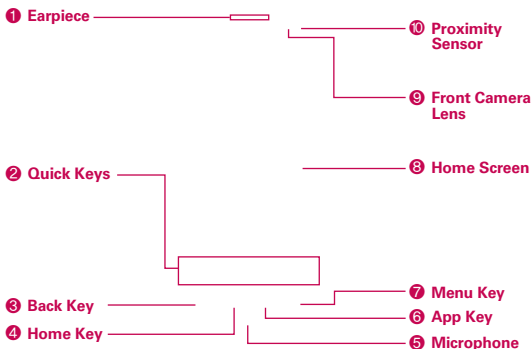 ❶ Earpiece
❿ Proximity
Sensor
❾ Front Camera
Lens
❷ Quick Keys
❽ Home Screen
❸ Back Key
❼ Menu Key
❹ Home Key
❻ App Key
❺ Microphone